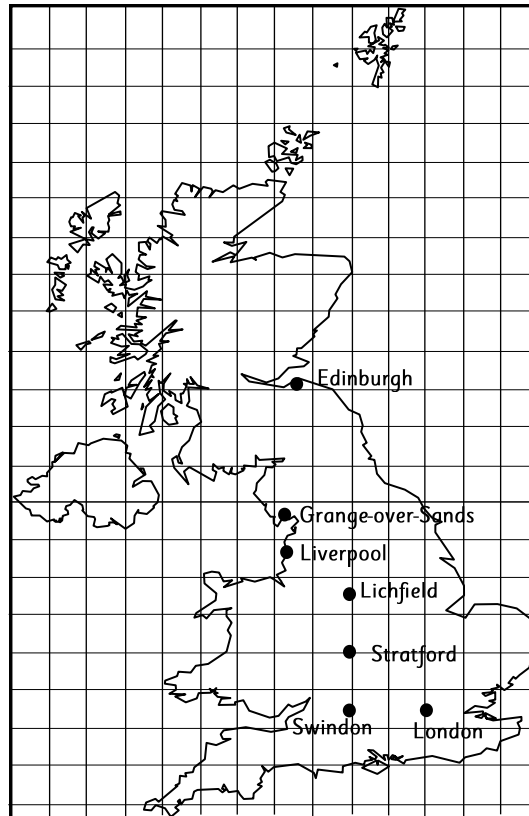 Edinburgh
Grange-over-Sands
Liverpool
Lichfield
Stratford
Swindon
London